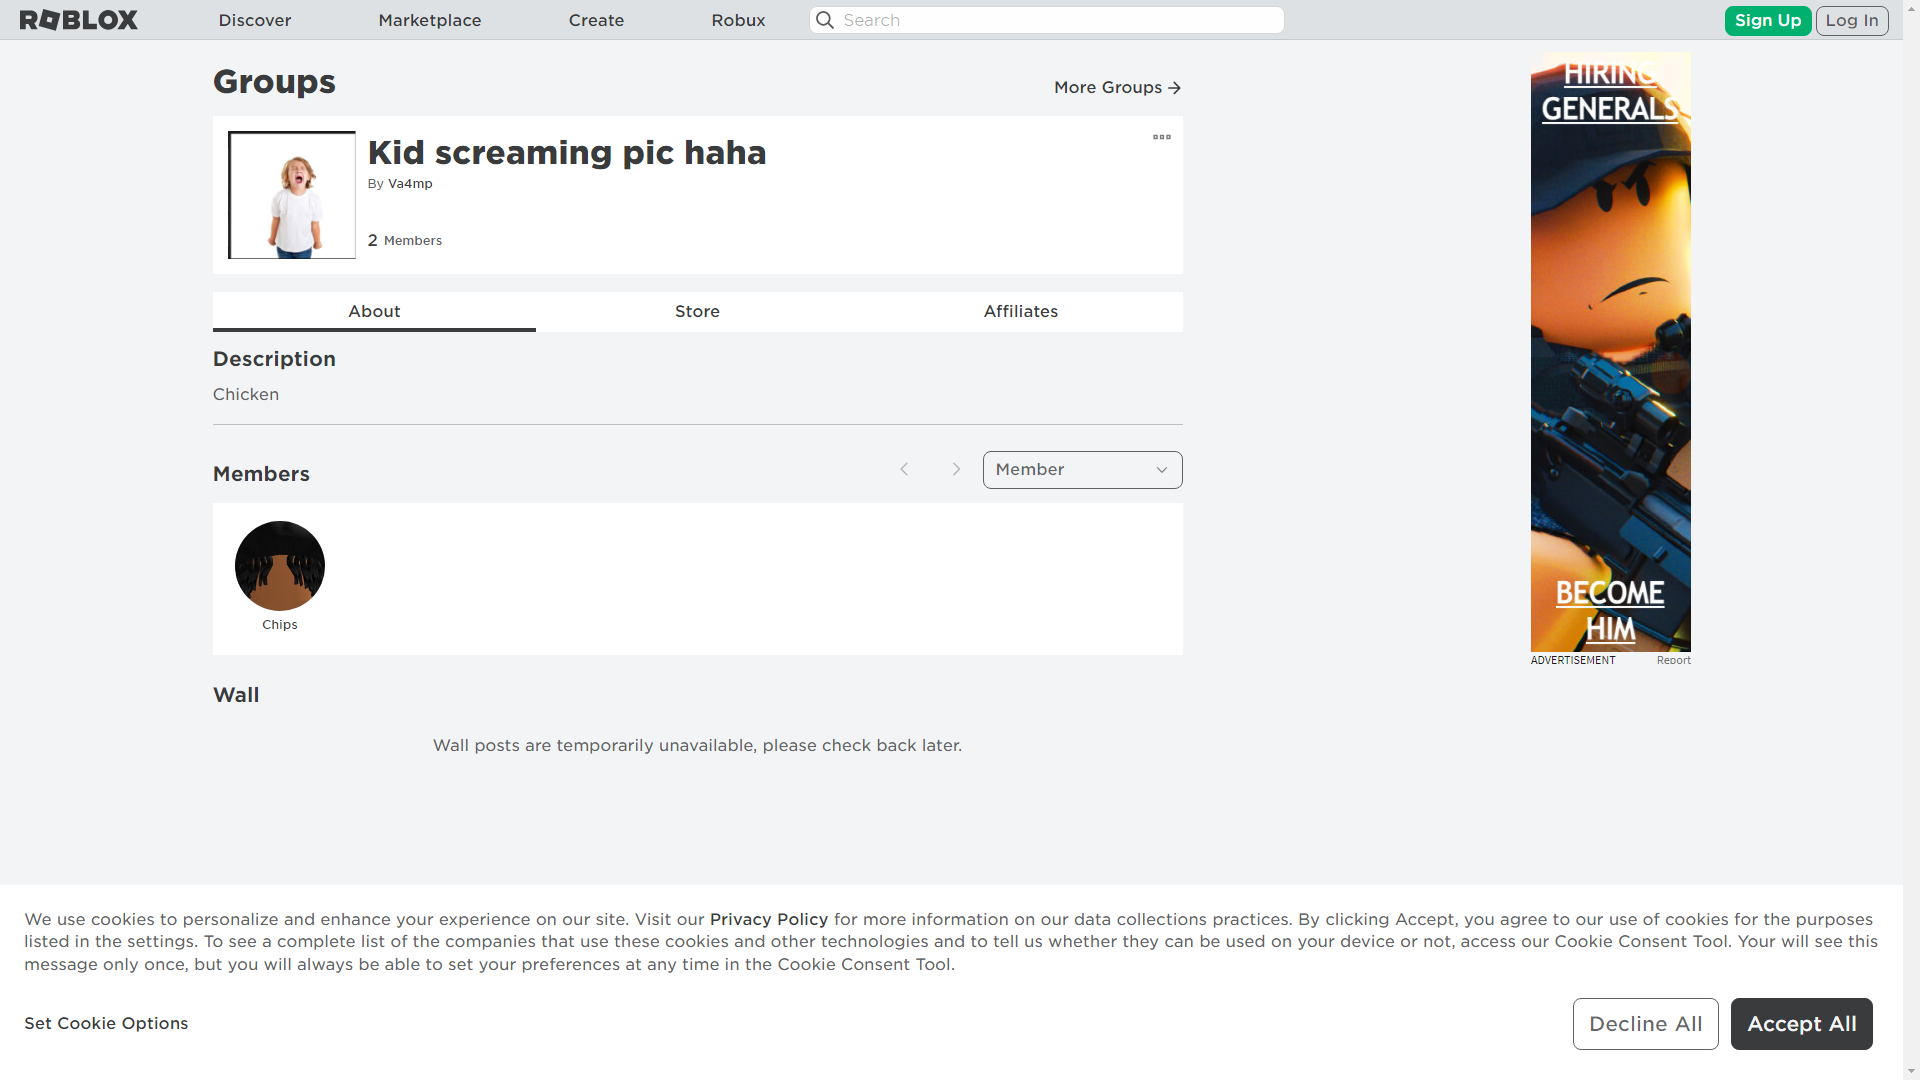 ROBLOX
Discover
Marketplace
Create
Robux
Search
Sign Up
Log In
Groups
More Groups
Kid screaming pic haha
By Va4mp
2 Members
About
Store
Affiliates
Description
Chicken
Members
Member
Chips
Wall
Wall posts are temporarily unavailable, please check back later.
HIRING
GENERALS
BECOME
HIM
ADVERTISEMENT
Report
We use cookies to personalize and enhance your experience on our site. Visit our Privacy Policy for more information on our data collections practices. By clicking Accept, you agree to our use of cookies for the purposes
listed in the settings. To see a complete list of the companies that use these cookies and other technologies and to tell us whether they can be used on your device or not, access our Cookie Consent Tool. Your will see this
message only once, but you will always be able to set your preferences at any time in the Cookie Consent Tool.
Set Cookie Options
Decline All
Accept All